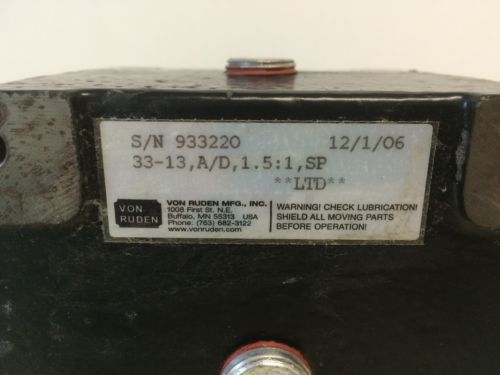 S/N 933220 12/1/06
33-13,A/D,1.5:1,SP
**LTD**
VON
RUDEN
VON RUDEN MFG., INC.
1008 First St. N.E.
Buffalo, MN 55313 USA
Phone: (763) 682-3122
www.vonruden.com
WARNING! CHECK LUBRICATION!
SHIELD ALL MOVING PARTS
BEFORE OPERATION!